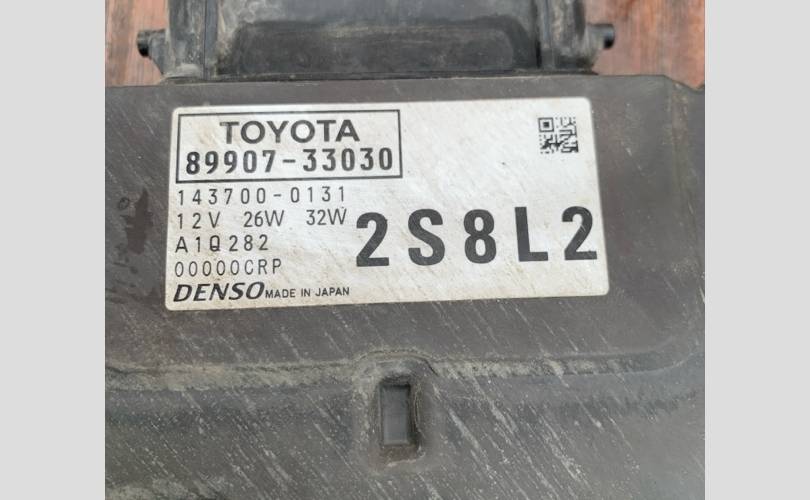 TOYOTA
89907-33030
143700-0131
12V 26W 32W
A1Q282
2S8L2
00000CRP
DENSO MADE IN JAPAN